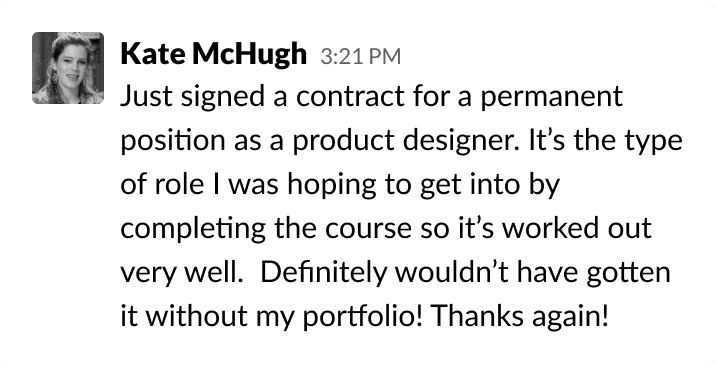 Kate McHugh 3:21 PM
Just signed a contract for a permanent
position as a product designer. It’s the type
of role I was hoping to get into by
completing the course so it’s worked out
very well.  Definitely wouldn’t have gotten
it without my portfolio! Thanks again!